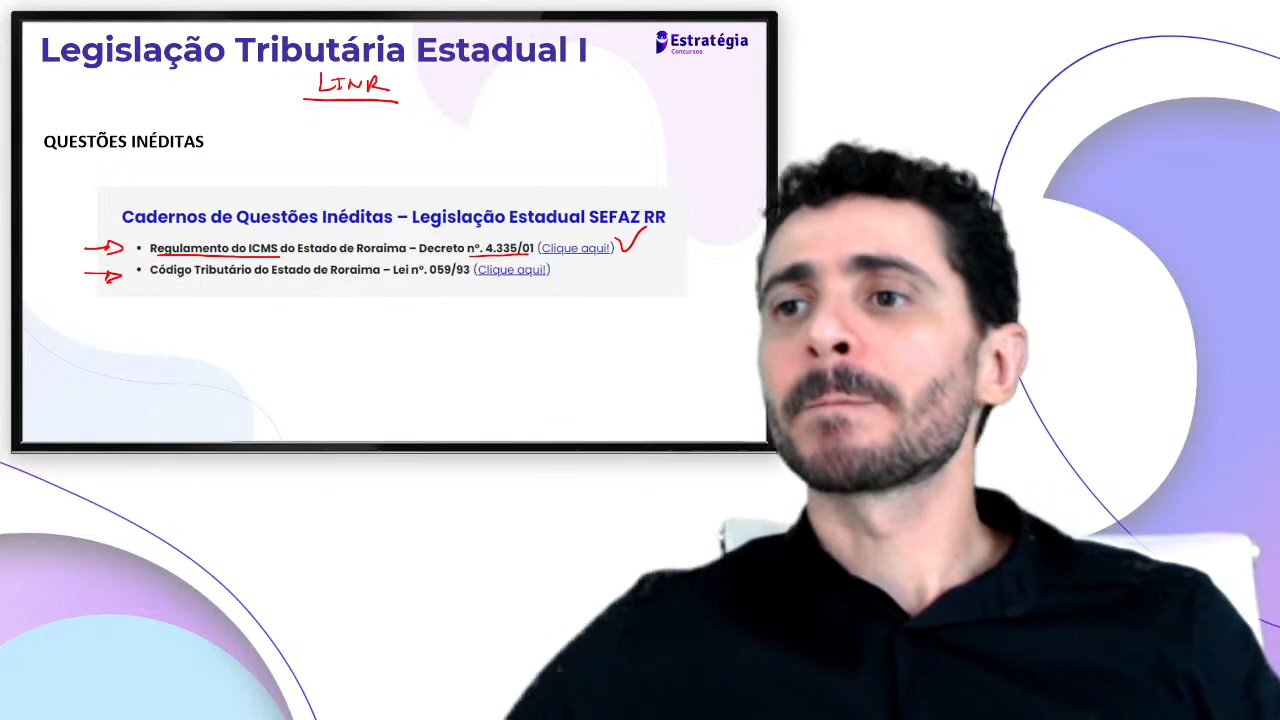 Legislação Tributária Estadual I
Estratégia
Concursos
LINR
QUESTÕES INÉDITAS
Cadernos de Questões Inéditas – Legislação Estadual SEFAZ RR
• Regulamento do ICMS do Estado de Roraima – Decreto nº. 4.335/01 (Clique aqui!)
• Código Tributário do Estado de Roraima – Lei nº. 059/93 (Clique aqui!)